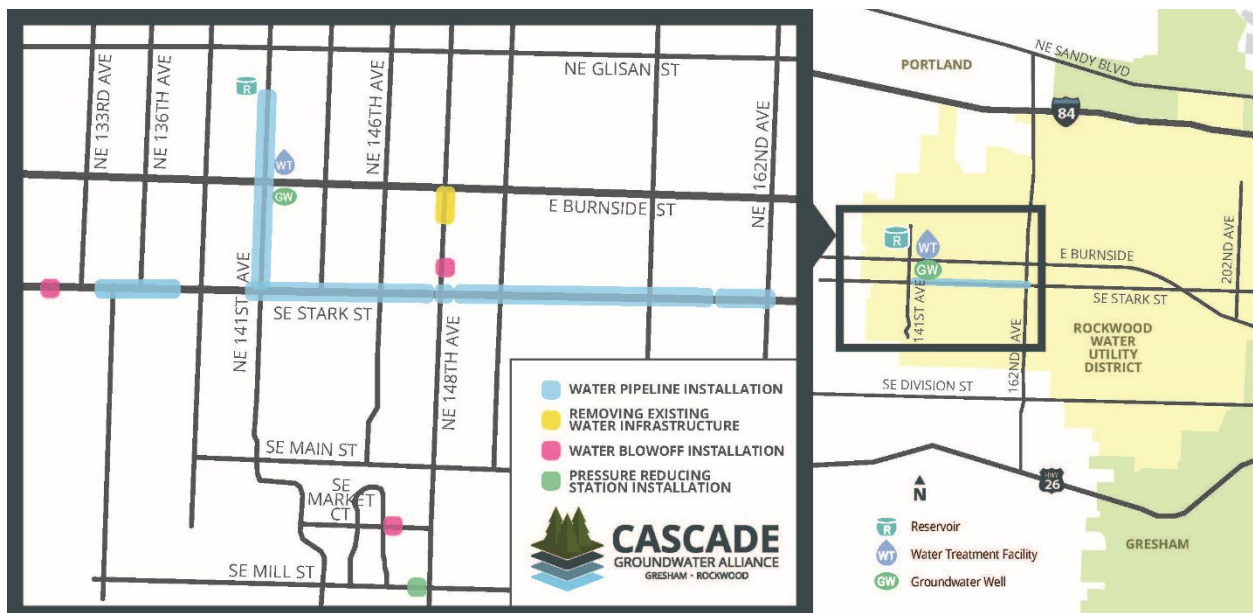 NE GLISAN ST
NE 133RD AVE
NE 136TH AVE
NE 146TH AVE
NE 162ND AVE
R
WT
GW
E BURNSIDE ST
NE 141ST AVE
SE STARK ST
NE 148TH AVE
SE MAIN ST
SE
MARKET
CT
SE MILL ST
WATER PIPELINE INSTALLATION
REMOVING EXISTING
WATER INFRASTRUCTURE
WATER BLOWOFF INSTALLATION
PRESSURE REDUCING
STATION INSTALLATION
CASCADE
GROUNDWATER ALLIANCE
GRESHAM • ROCKWOOD
NE SANDY BLVD
PORTLAND
84
R
WT
GW
E BURNSIDE
202ND AVE
141ST AVE
SE STARK ST
162ND AVE
ROCKWOOD
WATER
UTILITY
DISTRICT
SE DIVISION ST
HWY
26
N
R Reservoir
WT Water Treatment Facility
GW Groundwater Well
GRESHAM